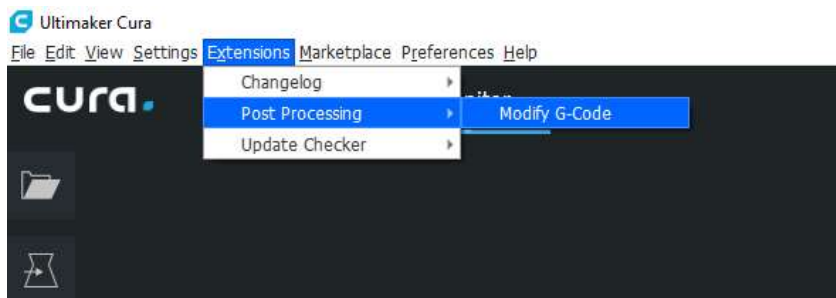 Ultimaker Cura
File Edit View Settings Extensions Marketplace Preferences Help
cura.
Changelog
Post Processing
Modify G-Code
Update Checker